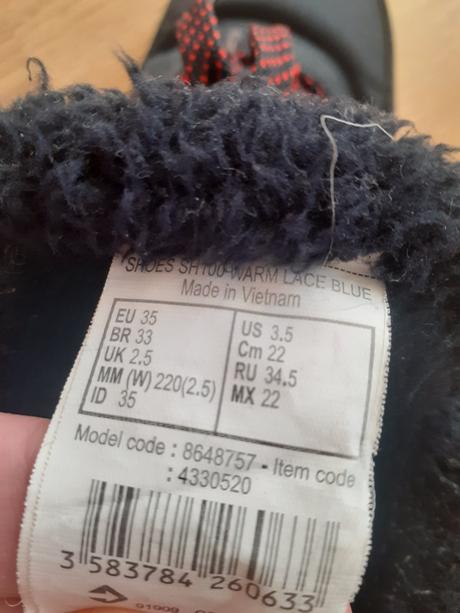 SHOES SH100 WARM LACE BLUE
Made in Vietnam
EU 35
BR 33
UK 2.5
MM (W) 220(2.5)
ID 35
US 3.5
Cm 22
RU 34.5
MX 22
Model code : 8648757 - Item code
: 4330520
3 583784 260633